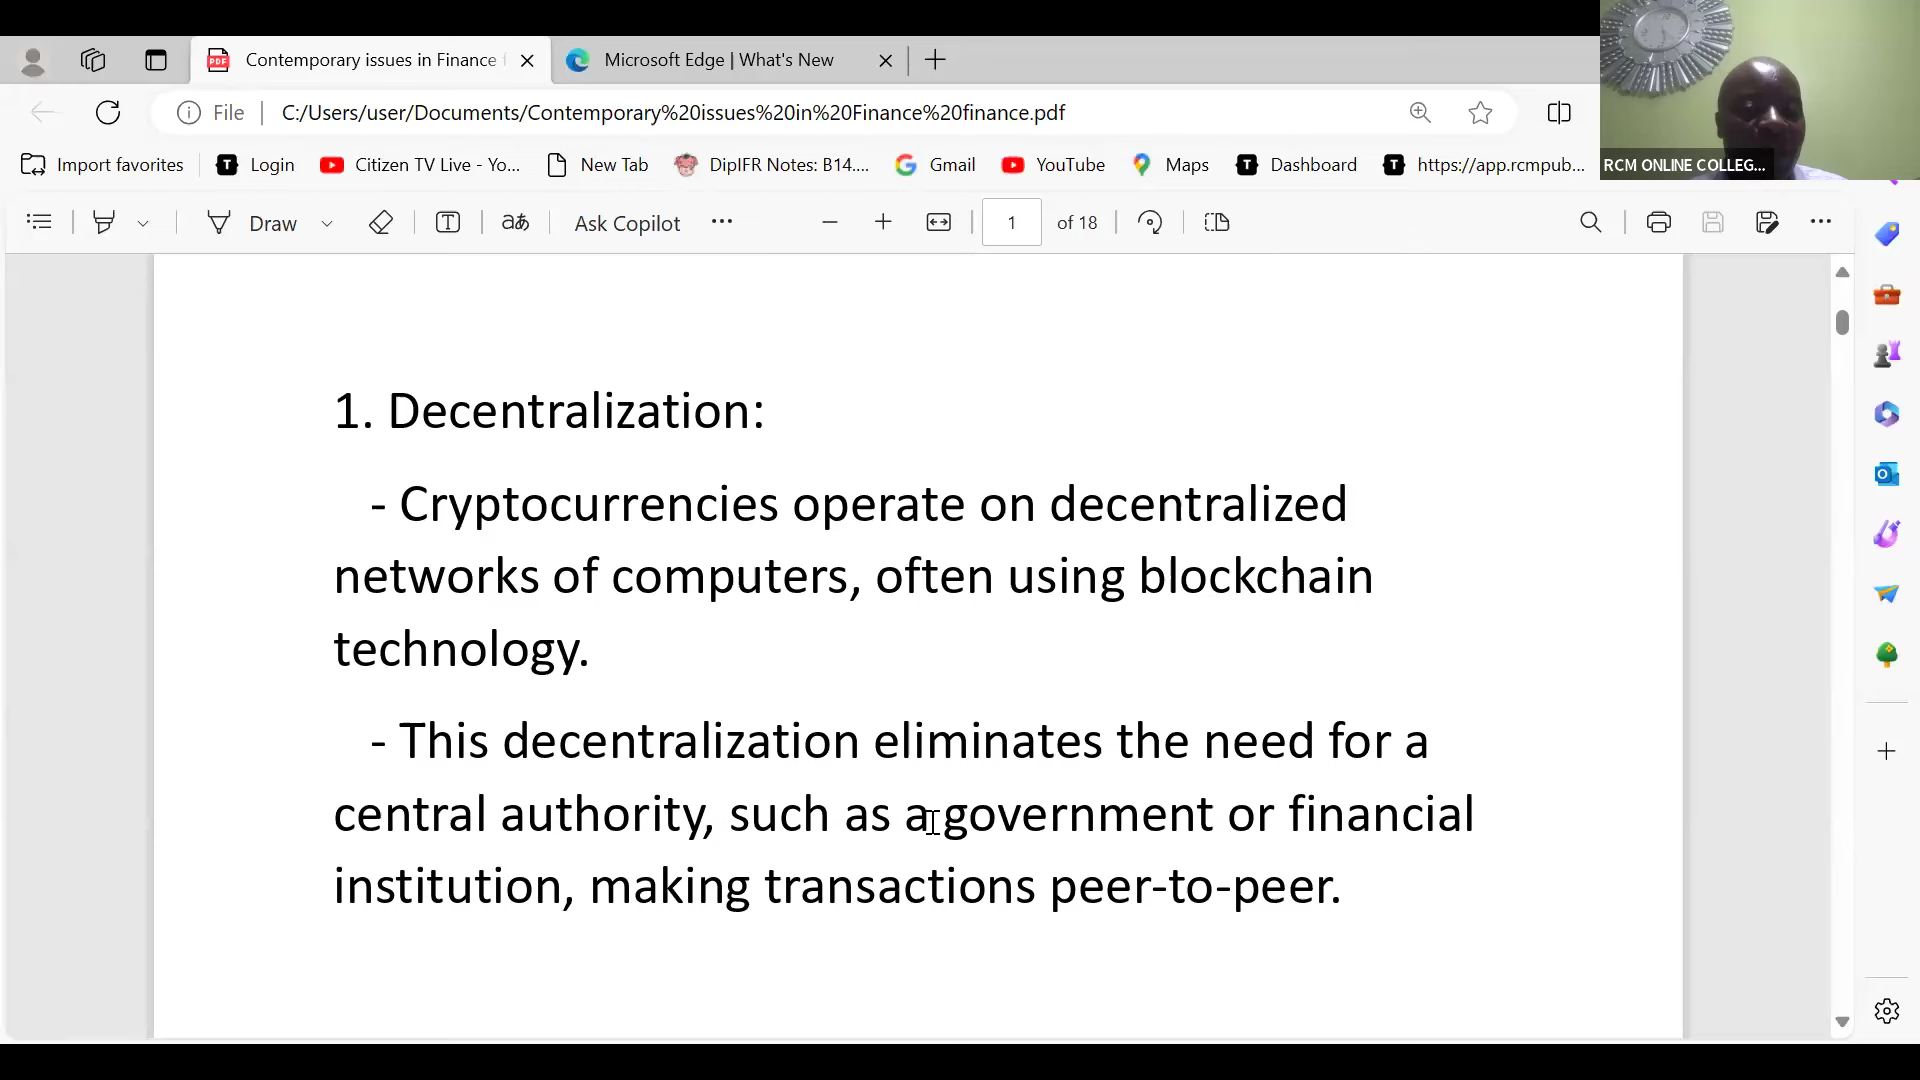 Contemporary issues in Finance f
Microsoft Edge | What's New
File
C:/Users/user/Documents/Contemporary%20issues%20in%20Finance%20finance.pdf
Import favorites
Login
Citizen TV Live - Yo...
New Tab
DipIFR Notes: B14....
Gmail
YouTube
Maps
Dashboard
https://app.rcmpub...
RCM ONLINE COLLEG...
Draw
Ask Copilot
1 of 18
1. Decentralization:
- Cryptocurrencies operate on decentralized
networks of computers, often using blockchain
technology.
- This decentralization eliminates the need for a
central authority, such as a government or financial
institution, making transactions peer-to-peer.